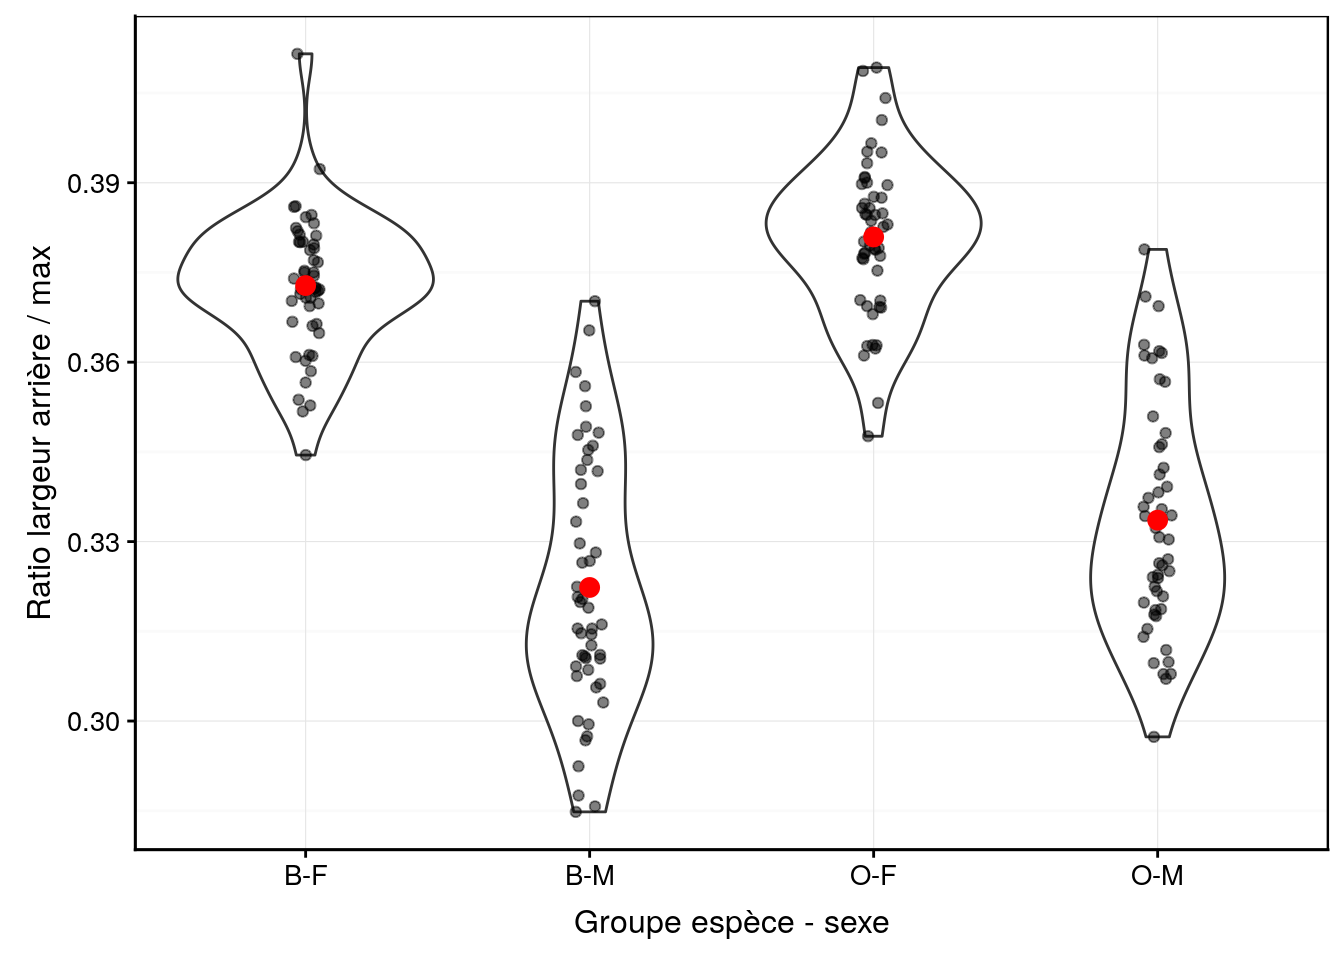 Ratio largeur arrière / max
0.39
0.36
0.33
0.30
B-F B-M O-F O-M
Groupe espèce - sexe